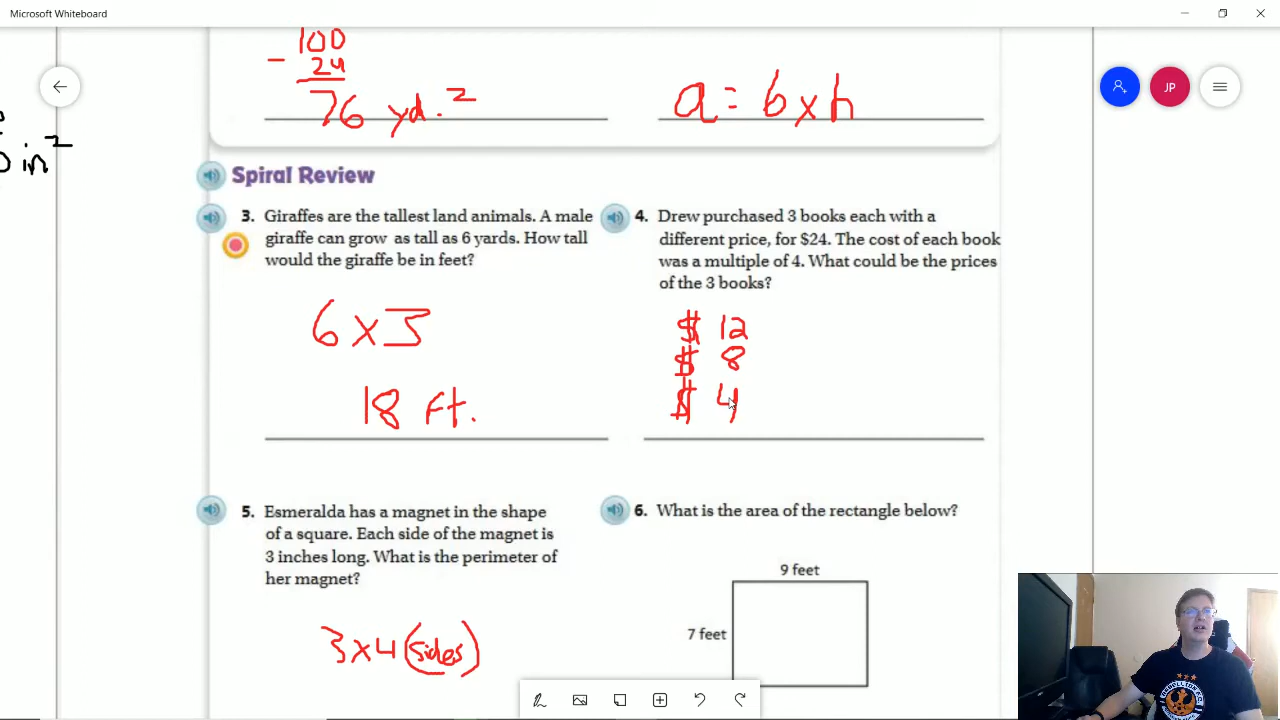 Microsoft Whiteboard
100
- 24
76 yd.²
a = b x h
in²
JP
Spiral Review
3. Giraffes are the tallest land animals. A male
giraffe can grow as tall as 6 yards. How tall
would the giraffe be in feet?
6 x 3
18 ft.
4. Drew purchased 3 books each with a
different price, for $24. The cost of each book
was a multiple of 4. What could be the prices
of the 3 books?
$ 12
$ 8
$ 4
5. Esmeralda has a magnet in the shape
of a square. Each side of the magnet is
3 inches long. What is the perimeter of
her magnet?
3x4 (sides)
6. What is the area of the rectangle below?
9 feet
7 feet